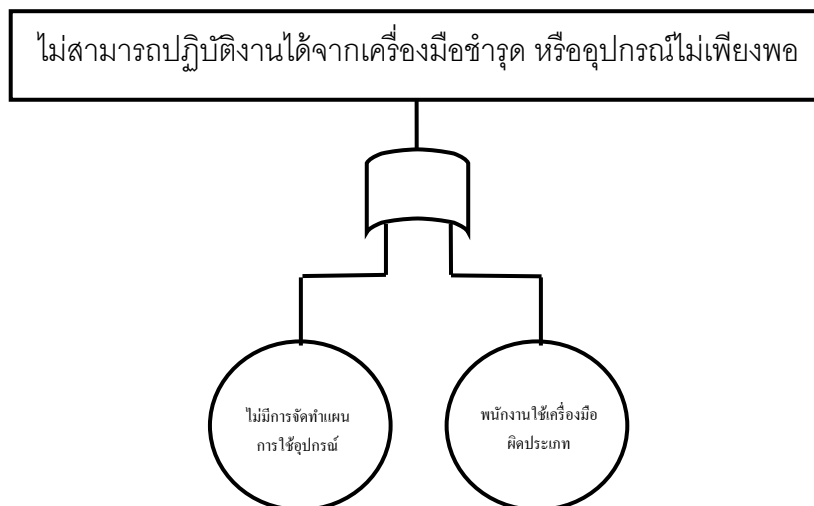 ไม่สามารถปฏิบัติงานได้จากเครื่องมือชำรุด หรืออุปกรณ์ไม่เพียงพอ
ไม่มีการจัดทำแผน
การใช้อุปกรณ์
พนักงานใช้เครื่องมือ
ผิดประเภท